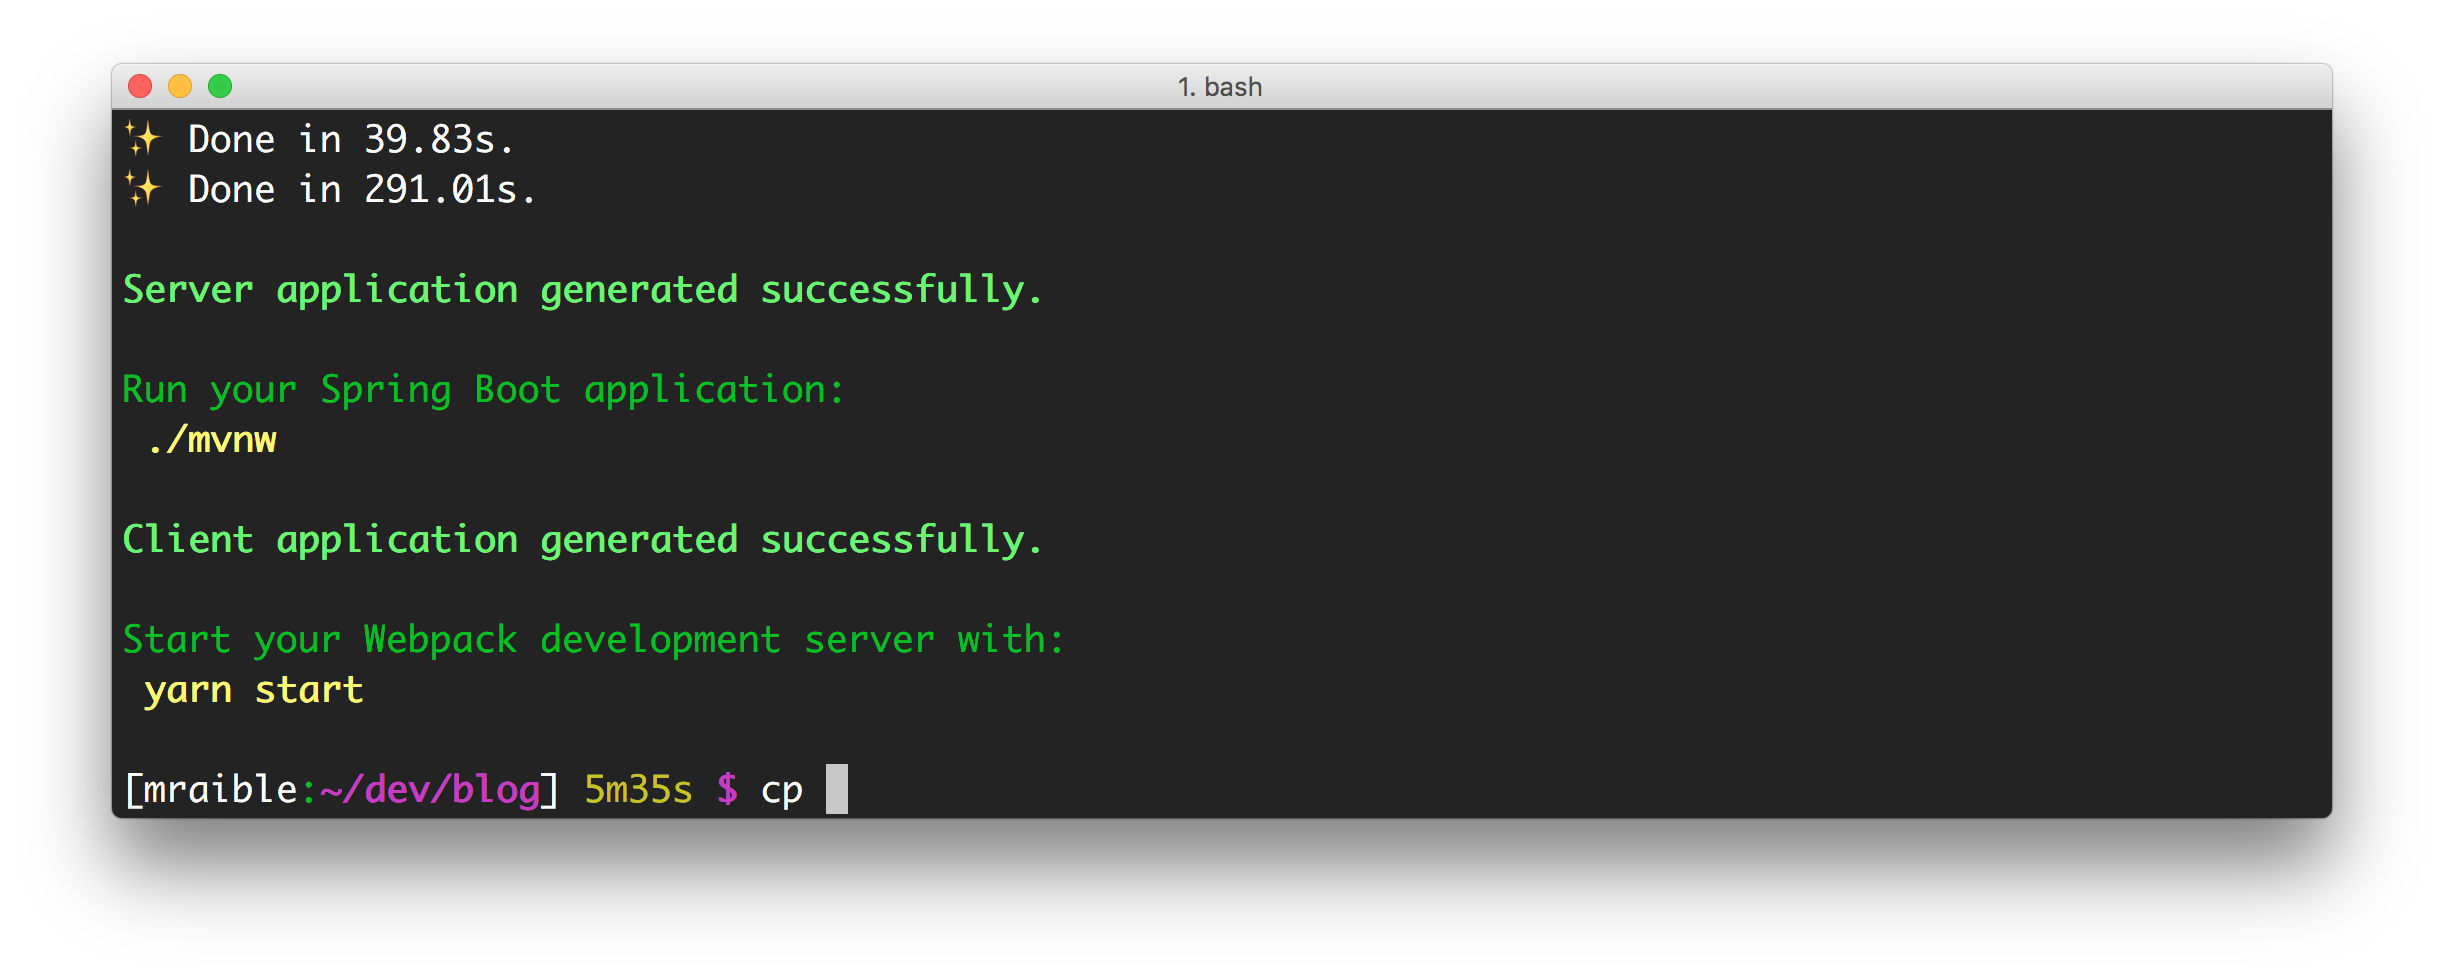 1. bash
✨ Done in 39.83s.
✨ Done in 291.01s.
Server application generated successfully.
Run your Spring Boot application:
./mvnw
Client application generated successfully.
Start your Webpack development server with:
yarn start
[mraible:~/dev/blog] 5m35s $ cp